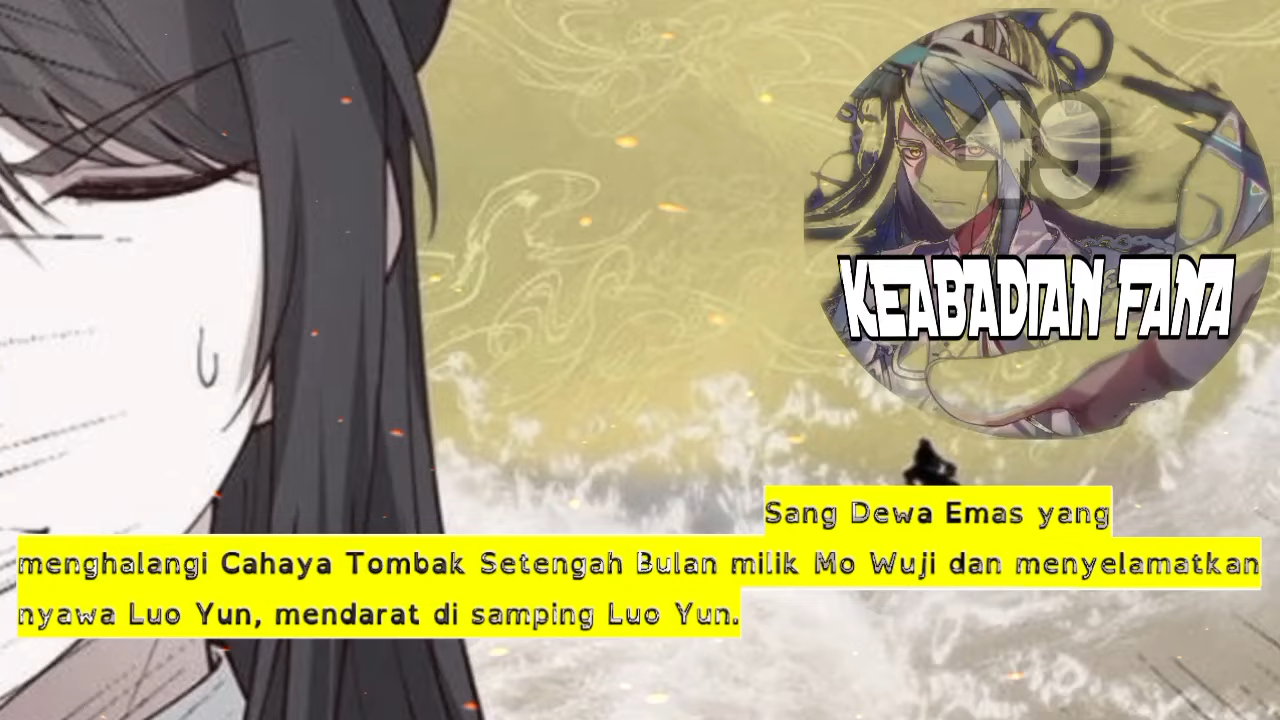 49
KEABADIAN FANA
Sang Dewa Emas yang
menghalangi Cahaya Tombak Setengah Bulan milik Mo Wuji dan menyelamatkan
nyawa Luo Yun, mendarat di samping Luo Yun.